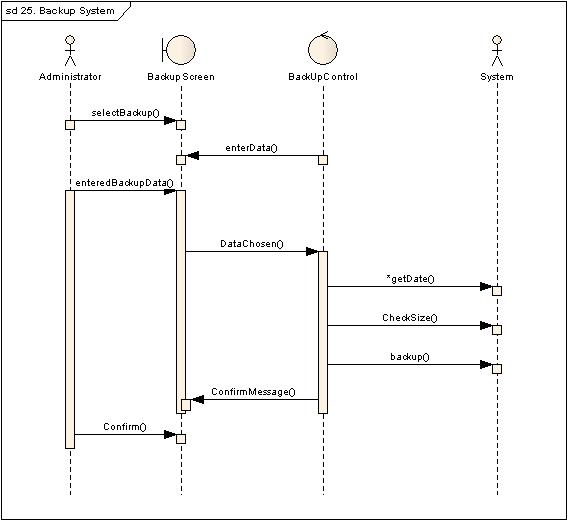 sd 25. Backup System
Administrator
Backup Screen
BackUpControl
System
selectBackup()
enterData()
enteredBackupData()
DataChosen()
*getDate()
CheckSize()
backup()
ConfirmMessage()
Confirm()